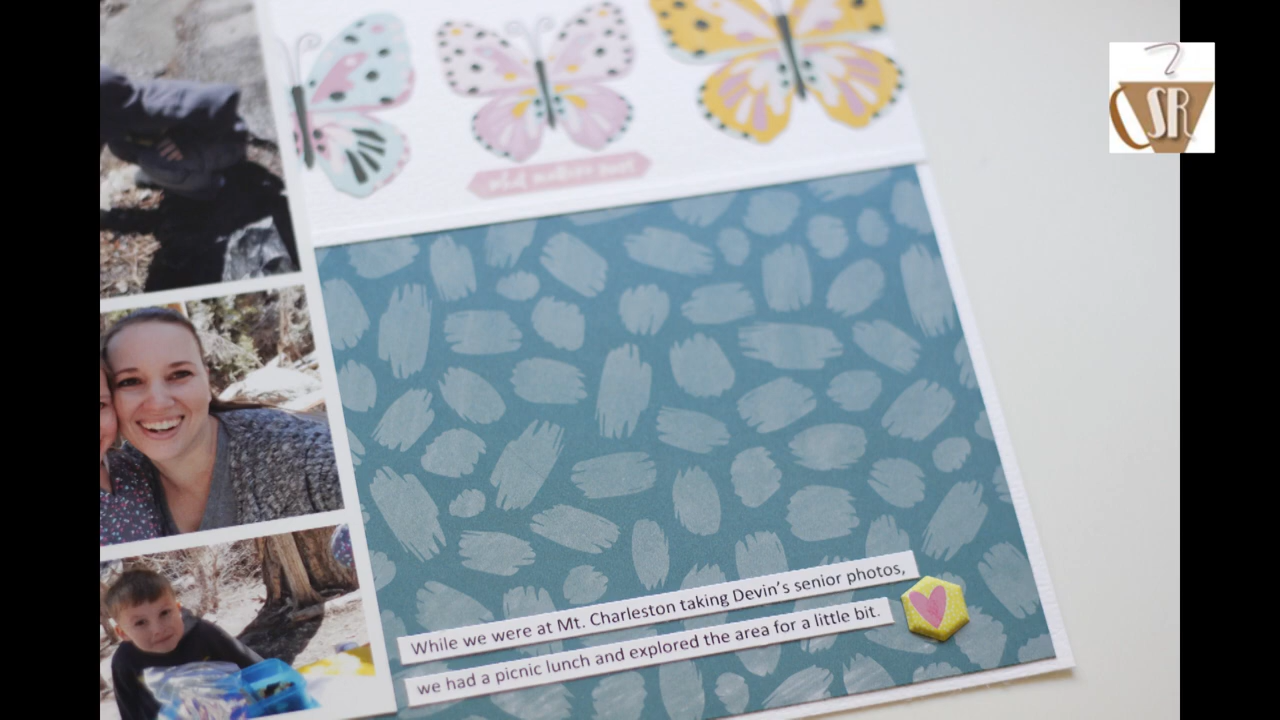 SR
While we were at Mt. Charleston taking Devin's senior photos,
we had a picnic lunch and explored the area for a little bit.